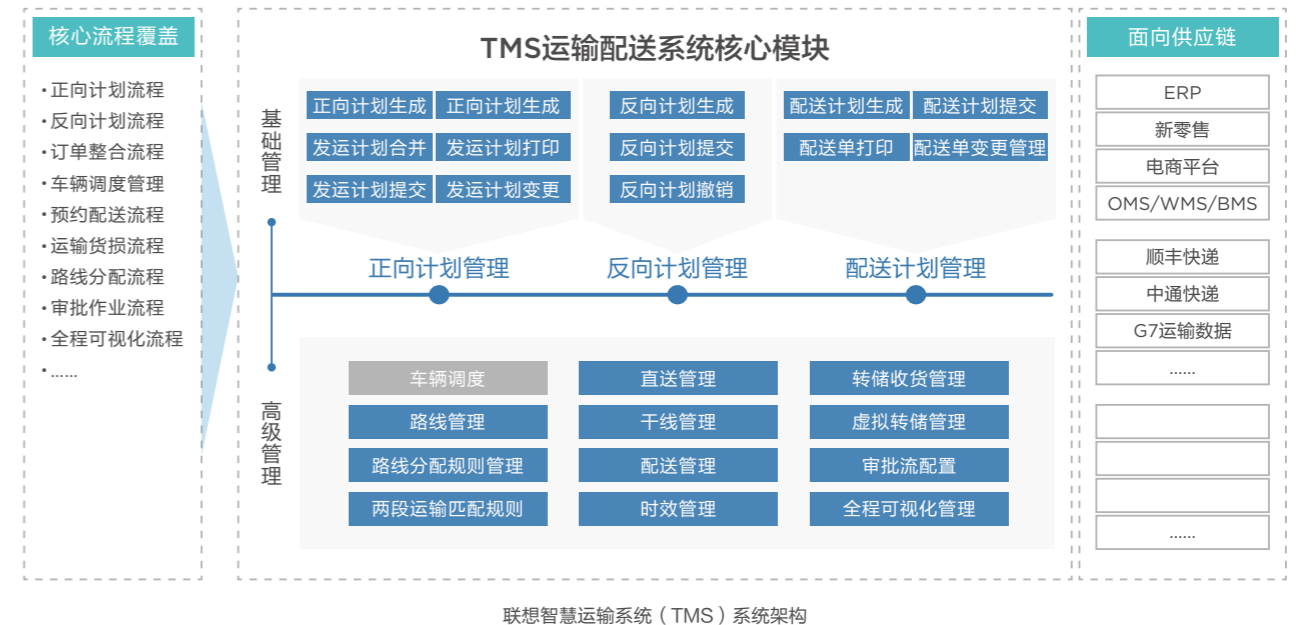 核心流程覆盖
·正向计划流程
·反向计划流程
·订单整合流程
·车辆调度管理
·预约配送流程
·运输货损流程
·路线分配流程
·审批作业流程
·全程可视化流程
·......
TMS运输配送系统核心模块
基础管理
正向计划生成 正向计划生成
发运计划合并 发运计划打印
发运计划提交 发运计划变更
反向计划生成
反向计划提交
反向计划撤销
配送计划生成 配送计划提交
配送单打印 配送单变更管理
正向计划管理 反向计划管理 配送计划管理
高级管理
车辆调度 直送管理 转储收货管理
路线管理 干线管理 虚拟转储管理
路线分配规则管理 配送管理 审批流配置
两段运输匹配规则 时效管理 全程可视化管理
面向供应链
ERP
新零售
电商平台
OMS/WMS/BMS
顺丰快递
中通快递
G7运输数据
......
......
联想智慧运输系统（TMS）系统架构